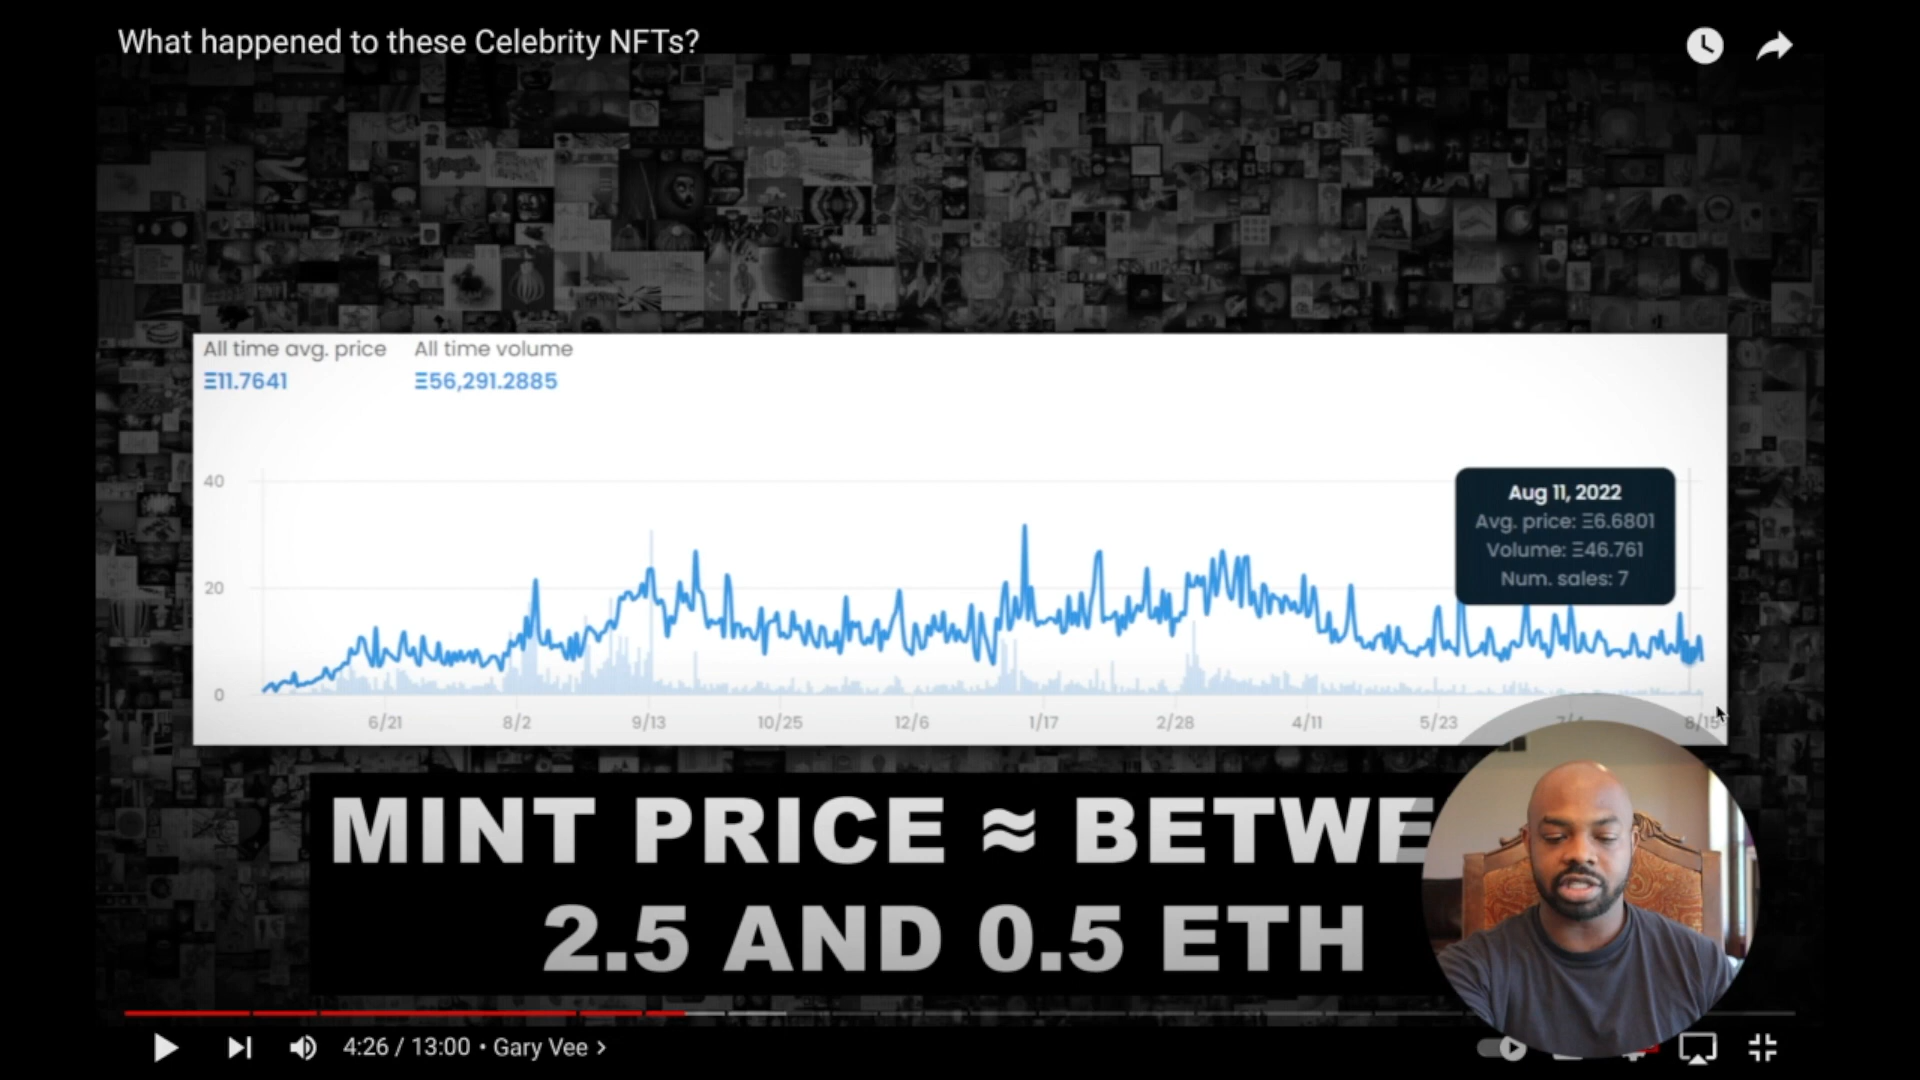 What happened to these Celebrity NFTs?
All time avg. price
All time volume
Ξ11.7641
Ξ56,291.2885
40
20
0
Aug 11, 2022
Avg. price: Ξ6.6801
Volume: Ξ46.761
Num. sales: 7
6/21
8/2
9/13
10/25
12/6
1/17
2/28
4/11
5/23
8/15
MINT PRICE ≈ BETWE
2.5 AND 0.5 ETH
4:26 / 13:00 • Gary Vee >